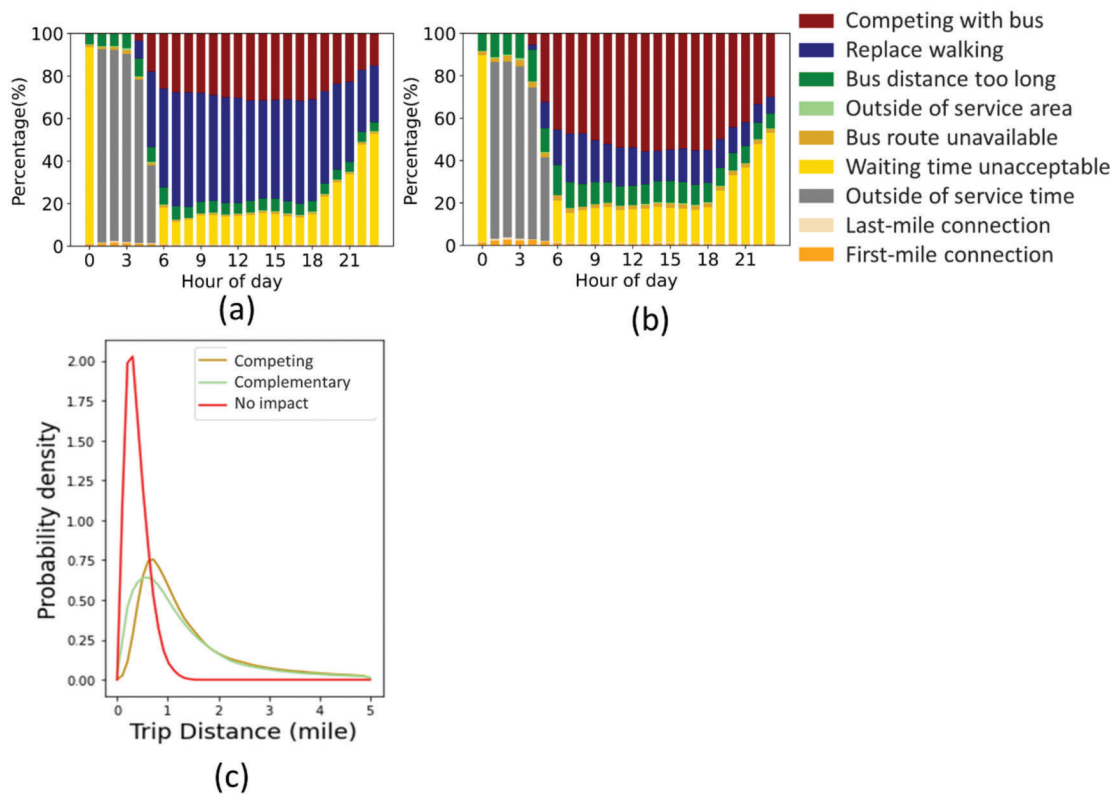 100
80
60
40
20
0
Percentage(%)
0 3 6 9 12 15 18 21
Hour of day
(a)
100
80
60
40
20
0
Percentage(%)
0 3 6 9 12 15 18 21
Hour of day
(b)
Competing with bus
Replace walking
Bus distance too long
Outside of service area
Bus route unavailable
Waiting time unacceptable
Outside of service time
Last-mile connection
First-mile connection
2.00
1.75
1.50
1.25
1.00
0.75
0.50
0.25
0.00
Probability density
Competing
Complementary
No impact
0 1 2 3 4 5
Trip Distance (mile)
(c)